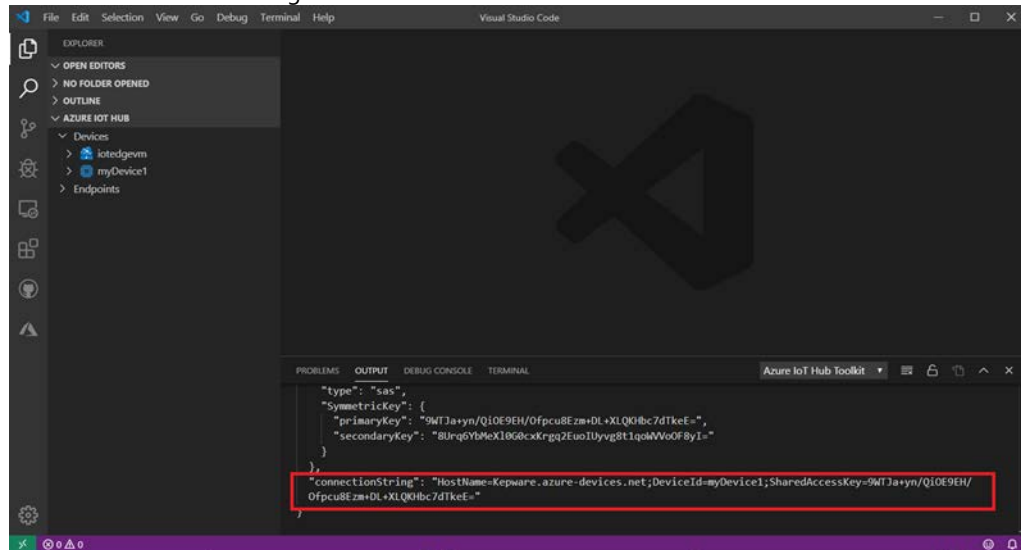 File Edit Selection View Go Debug Terminal Help
Visual Studio Code
EXPLORER
OPEN EDITORS
NO FOLDER OPENED
OUTLINE
AZURE IOT HUB
Devices
iotedgevm
myDevice1
Endpoints
PROBLEMS OUTPUT DEBUG CONSOLE TERMINAL
Azure IoT Hub Toolkit
"type": "sas",
"SymmetricKey": {
"primaryKey": "9WTJa+yn/QiOE9EH/Ofpcu8Ezm+DL+XLQKHbc7dTkeE=",
"secondaryKey": "8Urq6YbMeXl0G0cxKrgq2EuoIUyvg8t1qoWVVoOF8yI="
}
},
"connectionString": "HostName=Kepware.azure-devices.net;DeviceId=myDevice1;SharedAccessKey=9WTJa+yn/QiOE9EH/
Ofpcu8Ezm+DL+XLQKHbc7dTkeE="
}
0 0